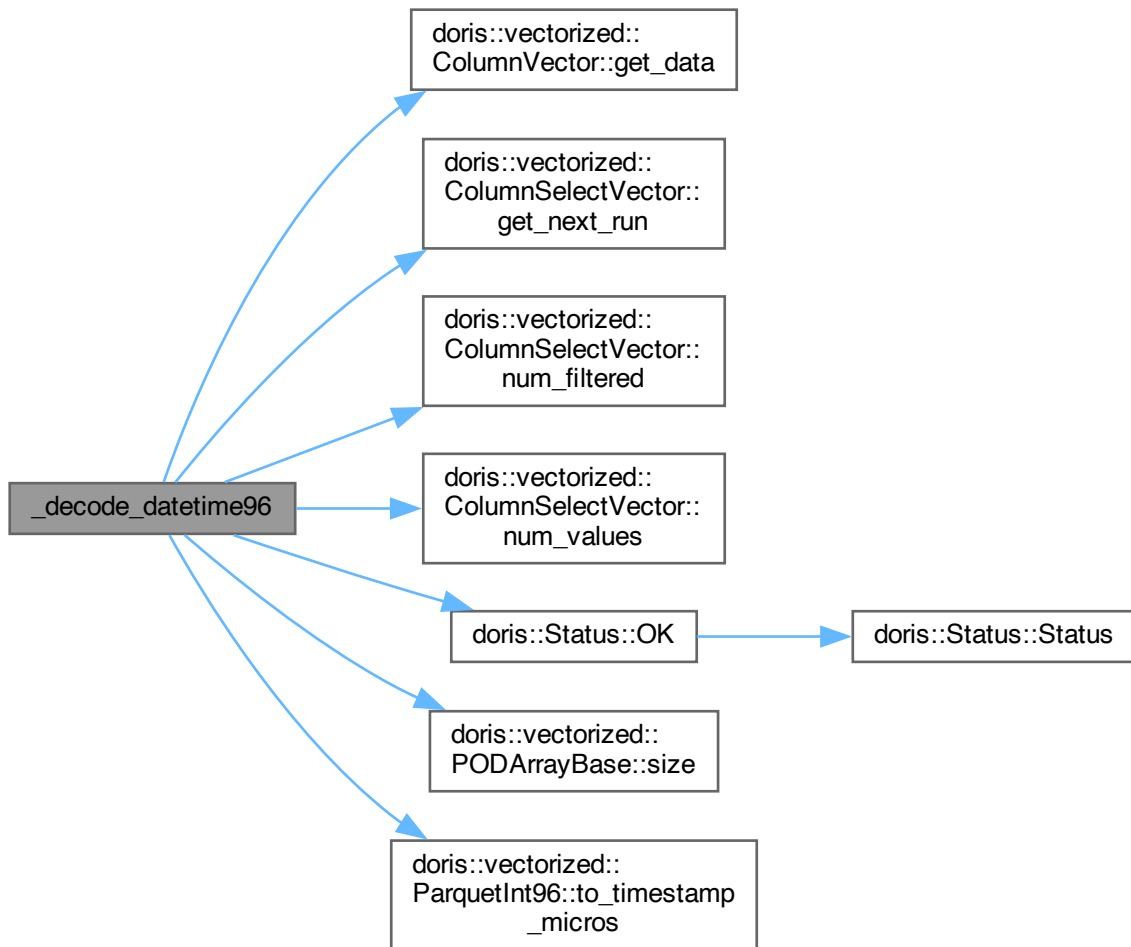 doris::vectorized::
ColumnVector::get_data
doris::vectorized::
ColumnSelectVector::
get_next_run
doris::vectorized::
ColumnSelectVector::
num_filtered
_decode_datetime96
doris::vectorized::
ColumnSelectVector::
num_values
doris::Status::OK
doris::Status::Status
doris::vectorized::
PODArrayBase::size
doris::vectorized::
ParquetInt96::to_timestamp
_micros